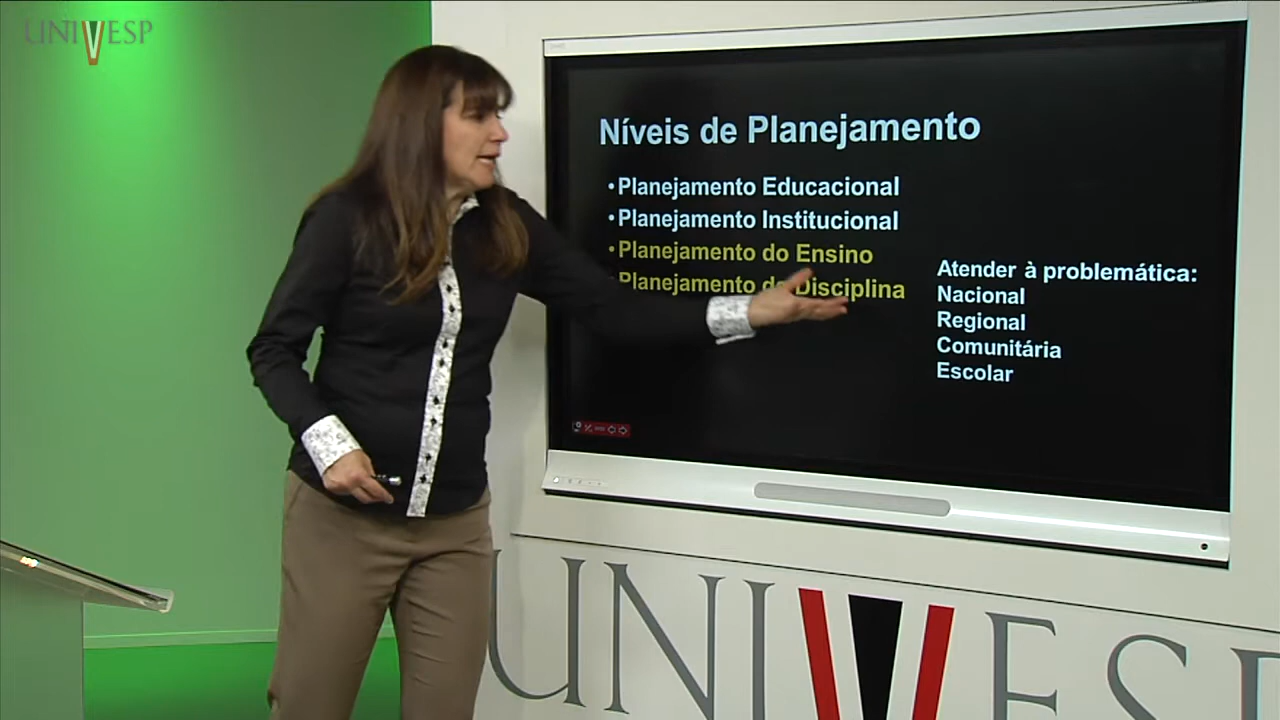 UNIVESP
Níveis de Planejamento
•Planejamento Educacional
•Planejamento Institucional
•Planejamento do Ensino
Planejamento Disciplina
Atender à problemática:
Nacional
Regional
Comunitária
Escolar
UNIVESP